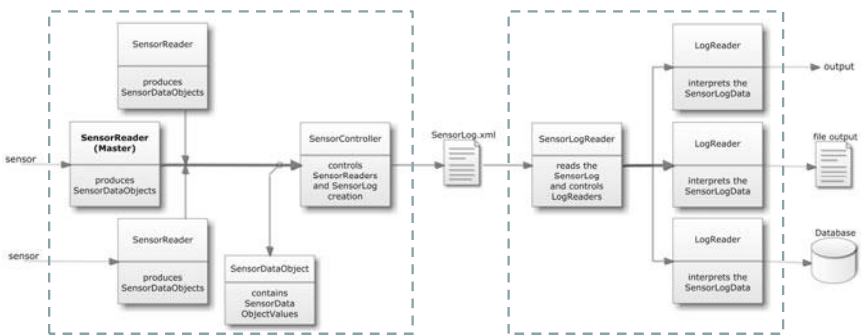 SensorReader
produces
SensorDataObjects
sensor
SensorReader
(Master)
produces
SensorDataObjects
sensor
SensorReader
produces
SensorDataObjects
SensorDataObject
contains
SensorData
ObjectValues
SensorController
controls
SensorReaders
and SensorLog
creation
SensorLog.xml
SensorLogReader
reads the
SensorLog
and controls
LogReaders
LogReader
interprets the
SensorLogData
output
LogReader
interprets the
SensorLogData
file output
LogReader
interprets the
SensorLogData
Database